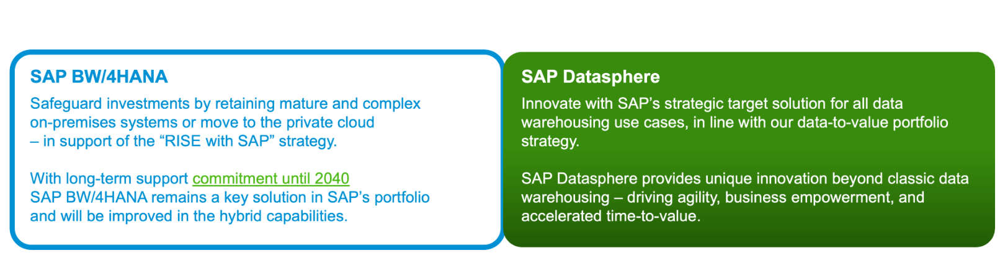 SAP BW/4HANA
Safeguard investments by retaining mature and complex
on-premises systems or move to the private cloud
– in support of the “RISE with SAP” strategy.
With long-term support commitment until 2040
SAP BW/4HANA remains a key solution in SAP’s portfolio
and will be improved in the hybrid capabilities.
SAP Datasphere
Innovate with SAP’s strategic target solution for all data
warehousing use cases, in line with our data-to-value portfolio
strategy.
SAP Datasphere provides unique innovation beyond classic data
warehousing – driving agility, business empowerment, and
accelerated time-to-value.